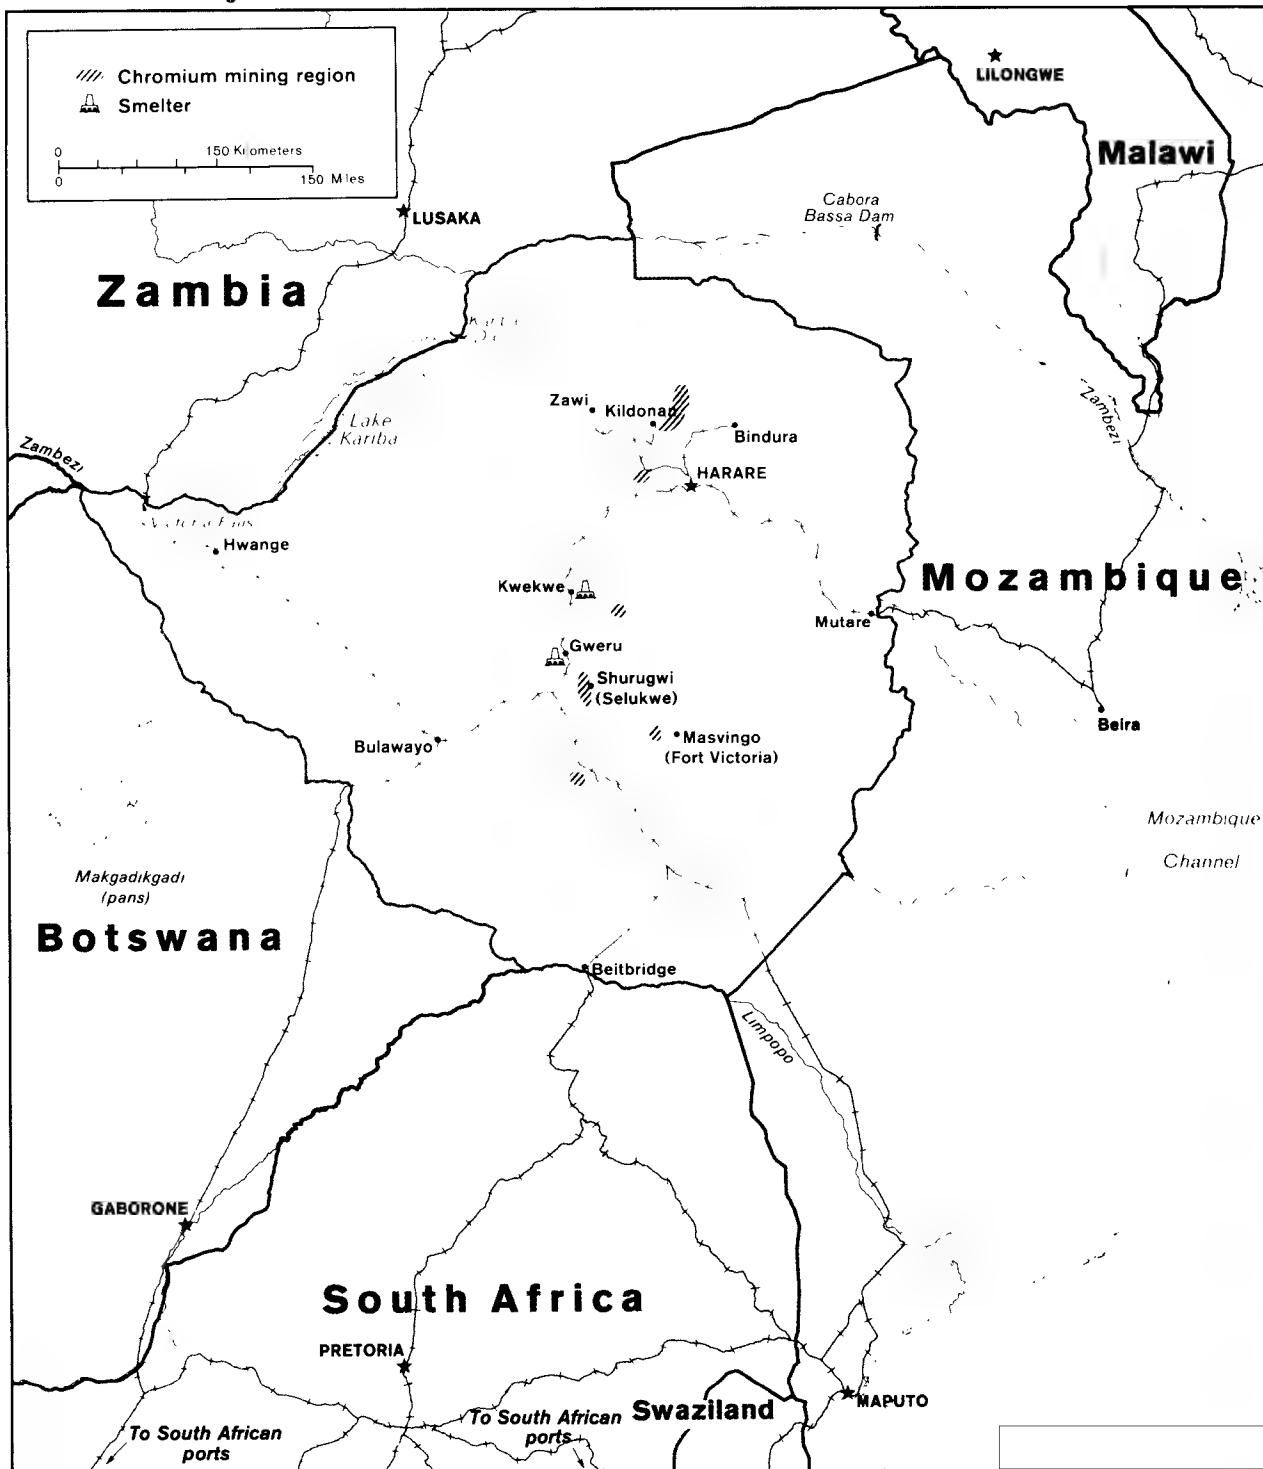 Chromium mining region
Smelter
0 150 Kilometers
0 150 Miles
LILONGWE
Malawi
LUSAKA
Cabora
Bassa Dam
Zambia
Zawi
Kildonan
Bindura
Lake
Kariba
HARARE
Zambezi
Zambezi
Hwange
Kwekwe
Mozambique
Mutare
Gweru
Shurugwi
(Selukwe)
Beira
Bulawayo
Masvingo
(Fort Victoria)
Mozambique
Channel
Makgadikgadi
(pans)
Botswana
Beitbridge
Limpopo
GABORONE
South Africa
PRETORIA
Swaziland
MAPUTO
To South African
ports
To South African
ports